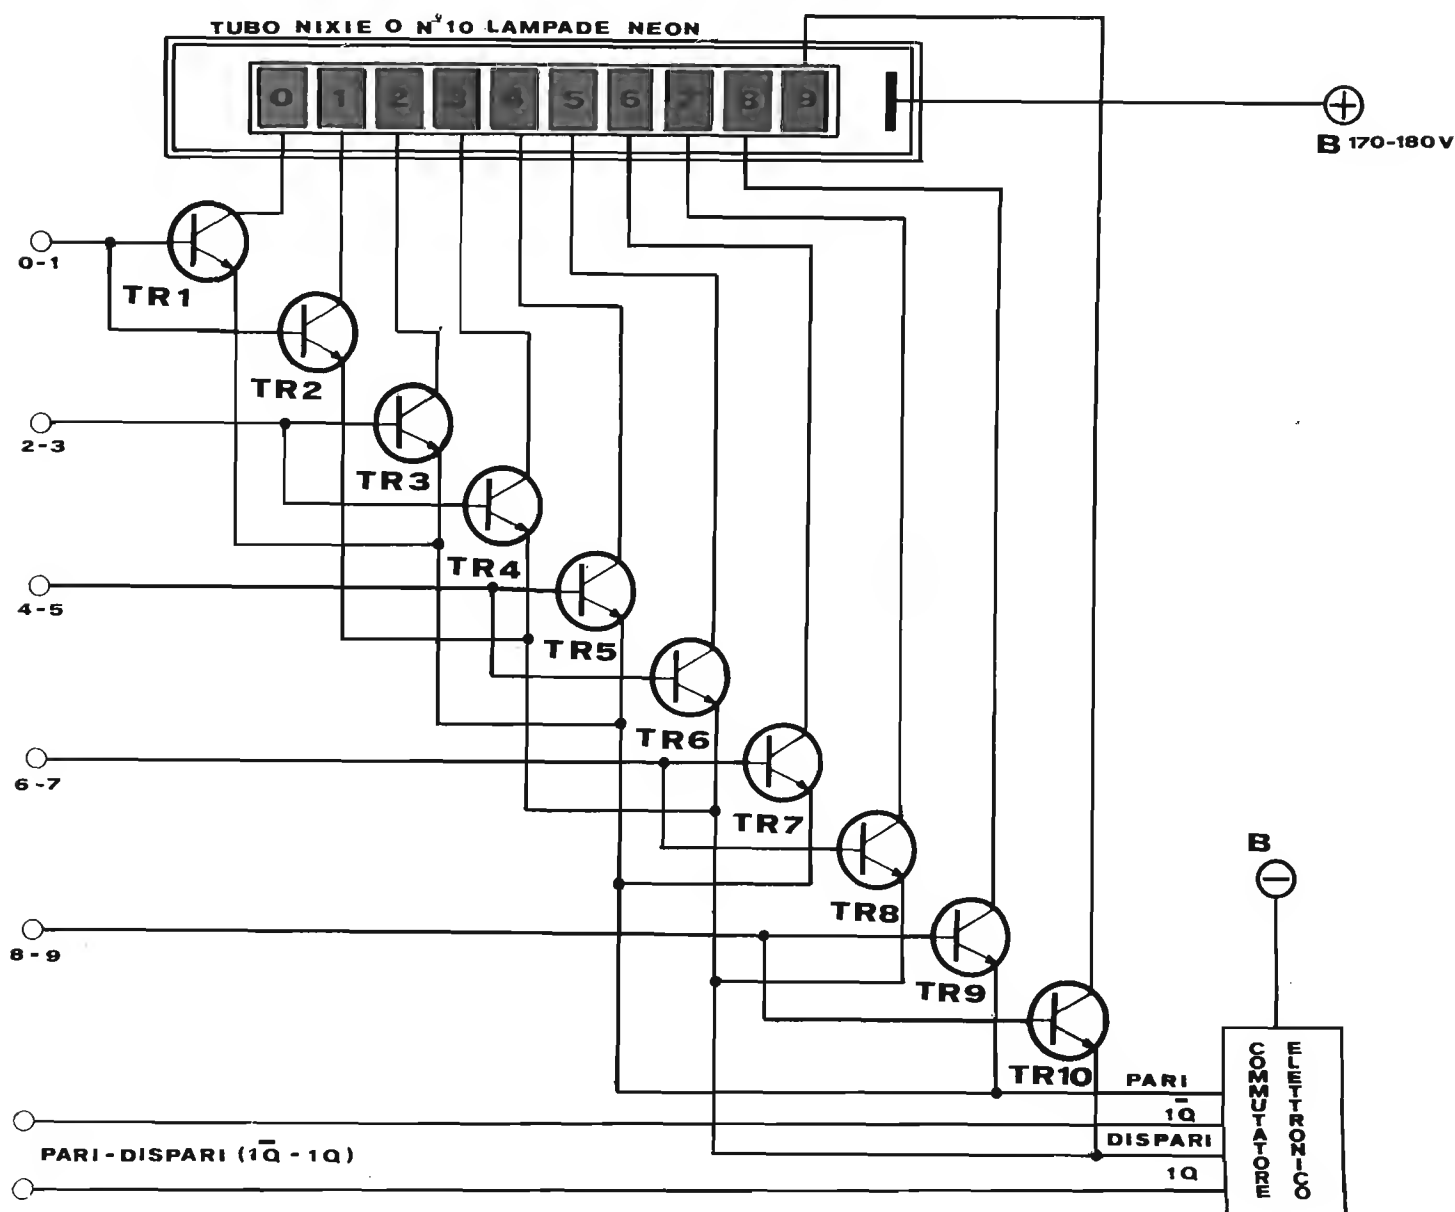 TUBO NIXIE O N° 10 LAMPADE NEON
0 1 2 3 4 5 6 7 8 9
+
B 170-180V
0-1
TR1
TR2
2-3
TR3
TR4
4-5
TR5
TR6
6-7
TR7
TR8
8-9
TR9
TR10
B
−
PARI
1Q̅
DISPARI
1Q
PARI-DISPARI (1Q̅ - 1Q)
COMMUTATORE
ELETTRONICO